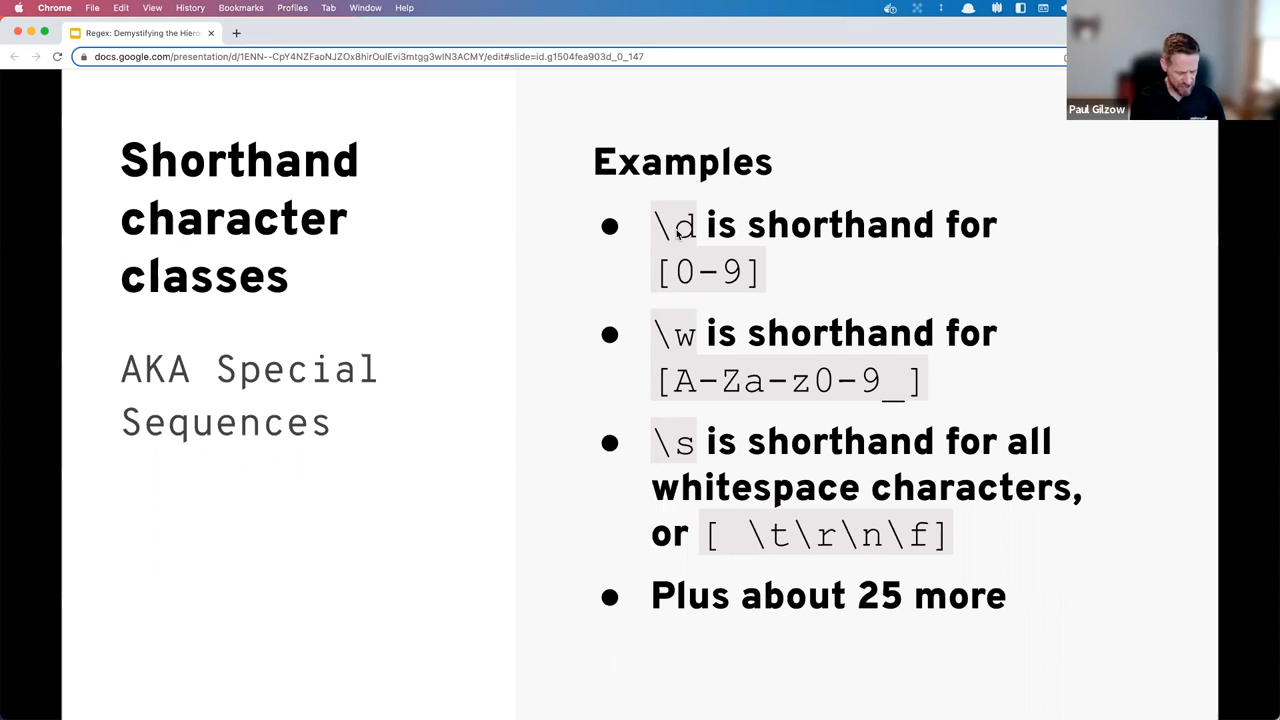 Chrome File Edit View History Bookmarks Profiles Tab Window Help
Regex: Demystifying the Hiero
docs.google.com/presentation/d/1ENN--CpY4NZFaoNJZOx8hirOulEvi3mtgg3wlN3ACMY/edit#slide=id.g1504fea903d_0_147
Paul Gilzow
Shorthand
character
classes
AKA Special
Sequences
Examples
● \d is shorthand for
[0-9]
● \w is shorthand for
[A-Za-z0-9_]
● \s is shorthand for all
whitespace characters,
or [ \t\r\n\f]
● Plus about 25 more